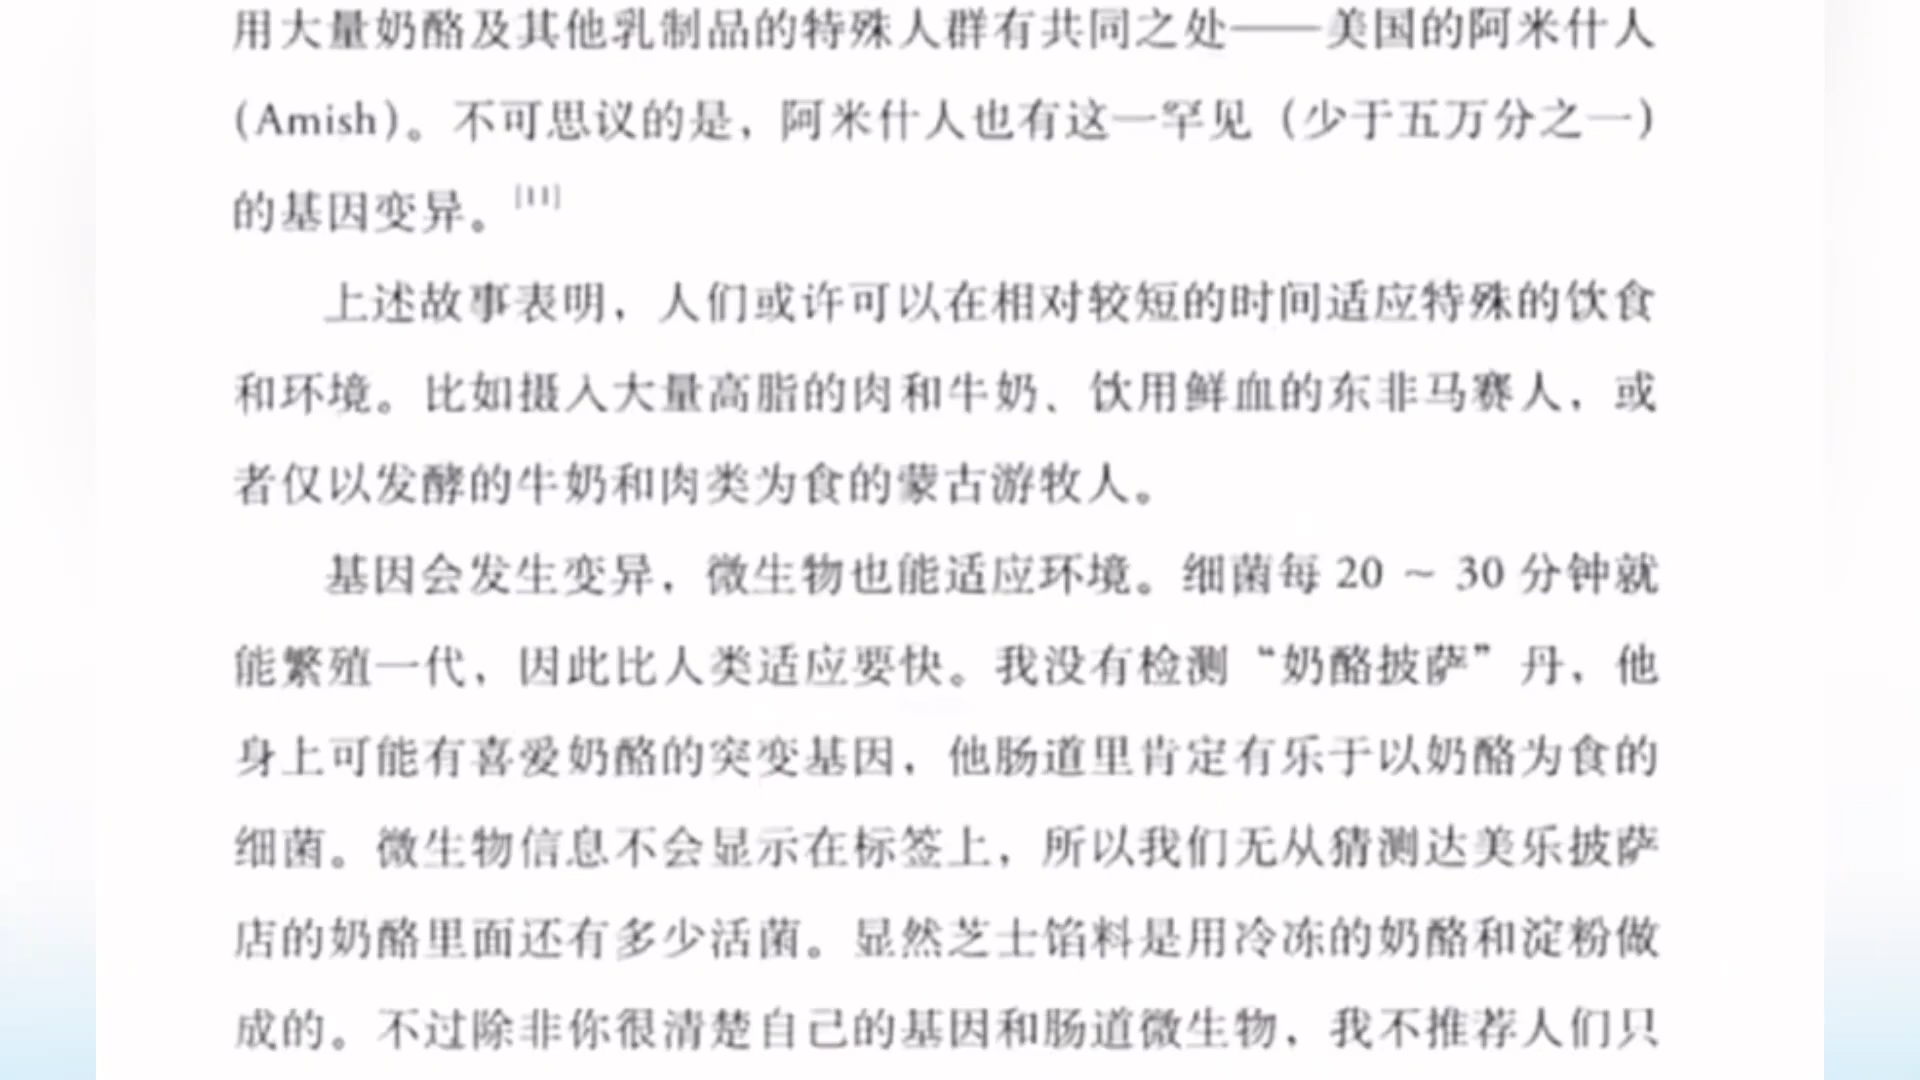 用大量奶酪及其他乳制品的特殊人群有共同之处——美国的阿米什人
(Amish)。不可思议的是，阿米什人也有这一罕见（少于五万分之一）
的基因变异。[11]
上述故事表明，人们或许可以在相对较短的时间适应特殊的饮食
和环境。比如摄入大量高脂的肉和牛奶、饮用鲜血的东非马赛人，或
者仅以发酵的牛奶和肉类为食的蒙古游牧人。
基因会发生变异，微生物也能适应环境。细菌每 20 ~ 30 分钟就
能繁殖一代，因此比人类适应要快。我没有检测“奶酪披萨”丹，他
身上可能有喜爱奶酪的突变基因，他肠道里肯定有乐于以奶酪为食的
细菌。微生物信息不会显示在标签上，所以我们无从猜测达美乐披萨
店的奶酪里面还有多少活菌。显然芝士馅料是用冷冻的奶酪和淀粉做
成的。不过除非你很清楚自己的基因和肠道微生物，我不推荐人们只